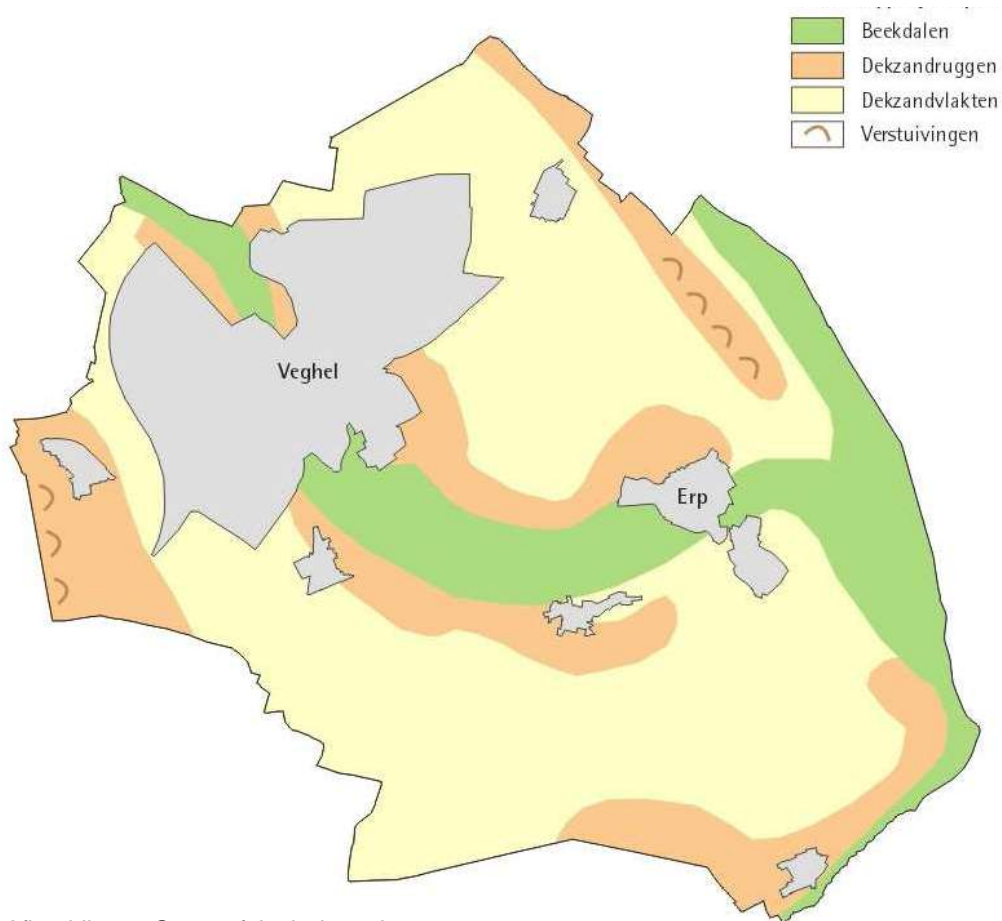 Beekdalen
Dekzandruggen
Dekzandvlakten
Verstuivingen
Veghel
Erp